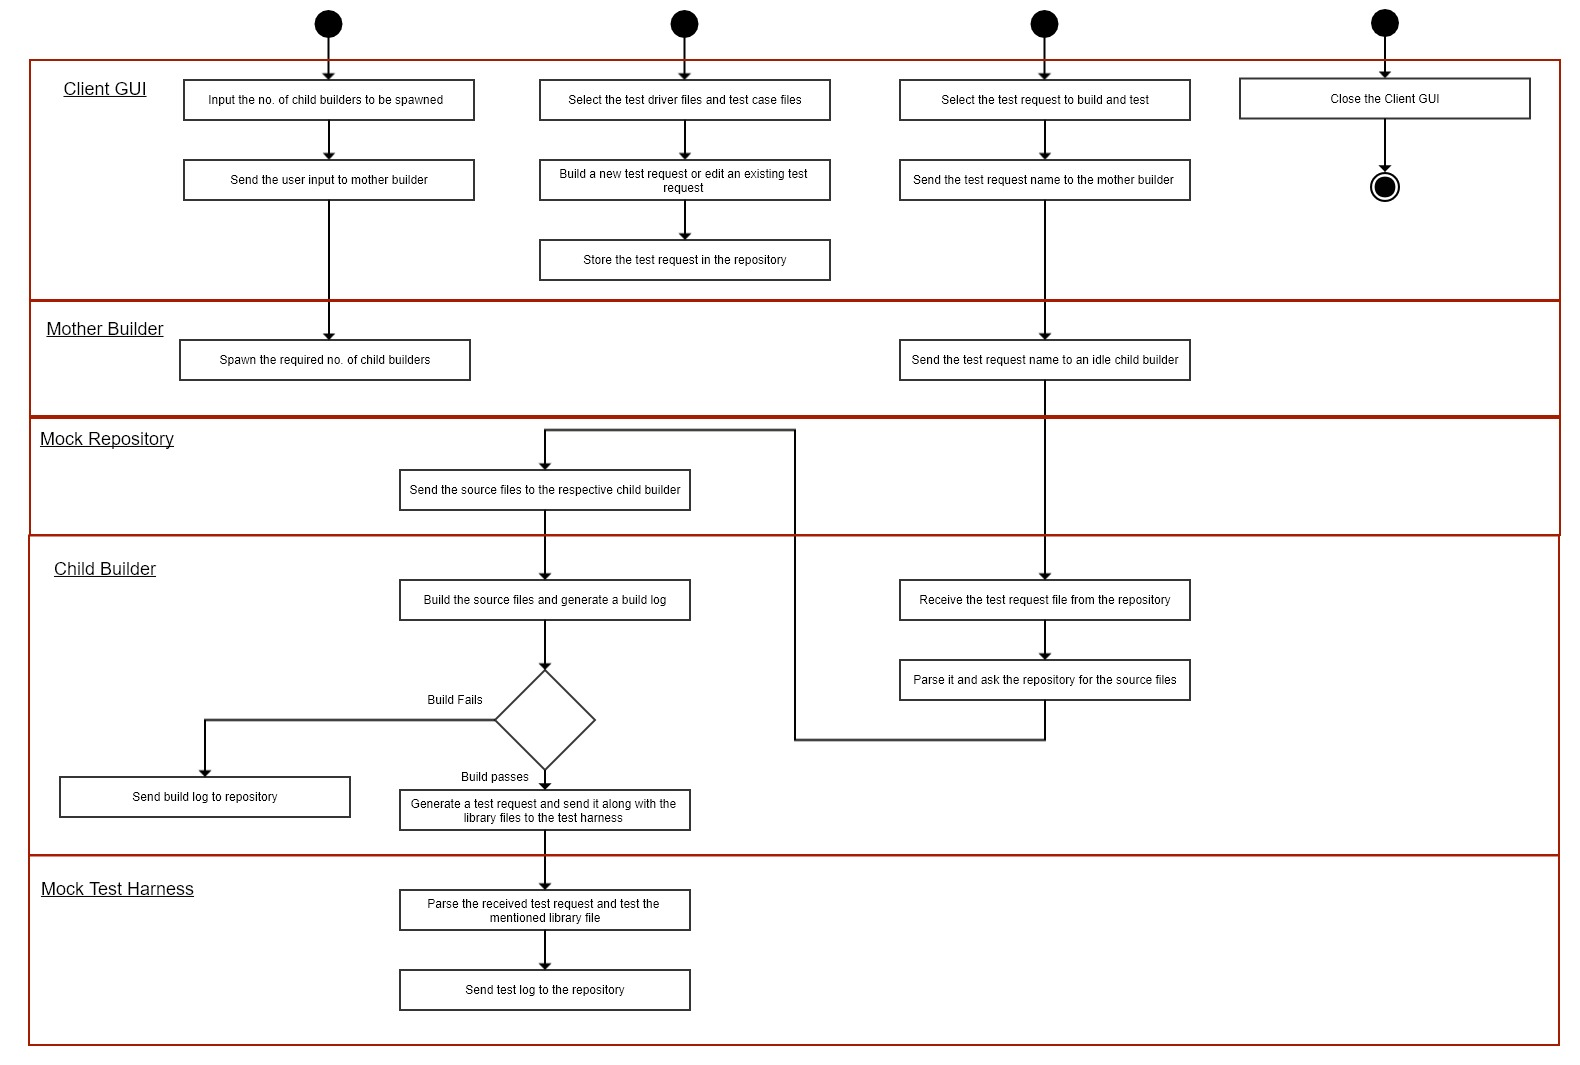 Client GUI
Input the no. of child builders to be spawned
Select the test driver files and test case files
Select the test request to build and test
Close the Client GUI
Send the user input to mother builder
Build a new test request or edit an existing test
request
Send the test request name to the mother builder
Store the test request in the repository
Mother Builder
Spawn the required no. of child builders
Send the test request name to an idle child builder
Mock Repository
Send the source files to the respective child builder
Child Builder
Build the source files and generate a build log
Receive the test request file from the repository
Parse it and ask the repository for the source files
Build Fails
Build passes
Send build log to repository
Generate a test request and send it along with the
library files to the test harness
Mock Test Harness
Parse the received test request and test the
mentioned library file
Send test log to the repository